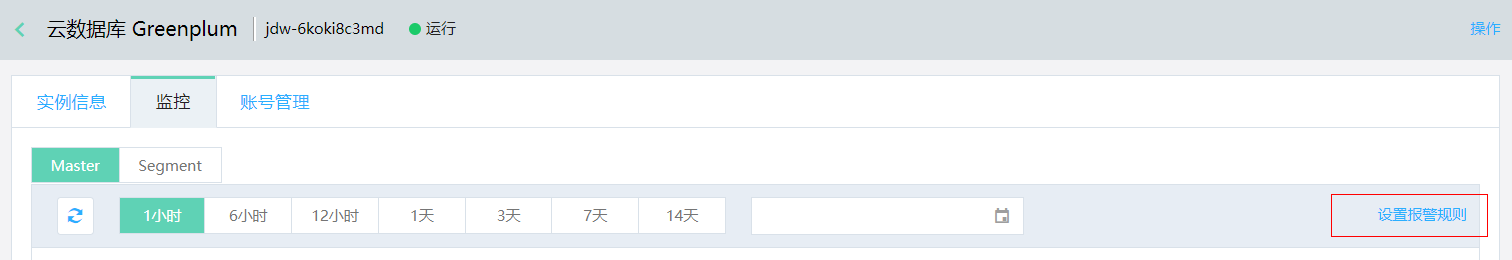 云数据库 Greenplum jdw-6koki8c3md 运行 操作
实例信息 监控 账号管理
Master Segment
1小时 6小时 12小时 1天 3天 7天 14天 设置报警规则